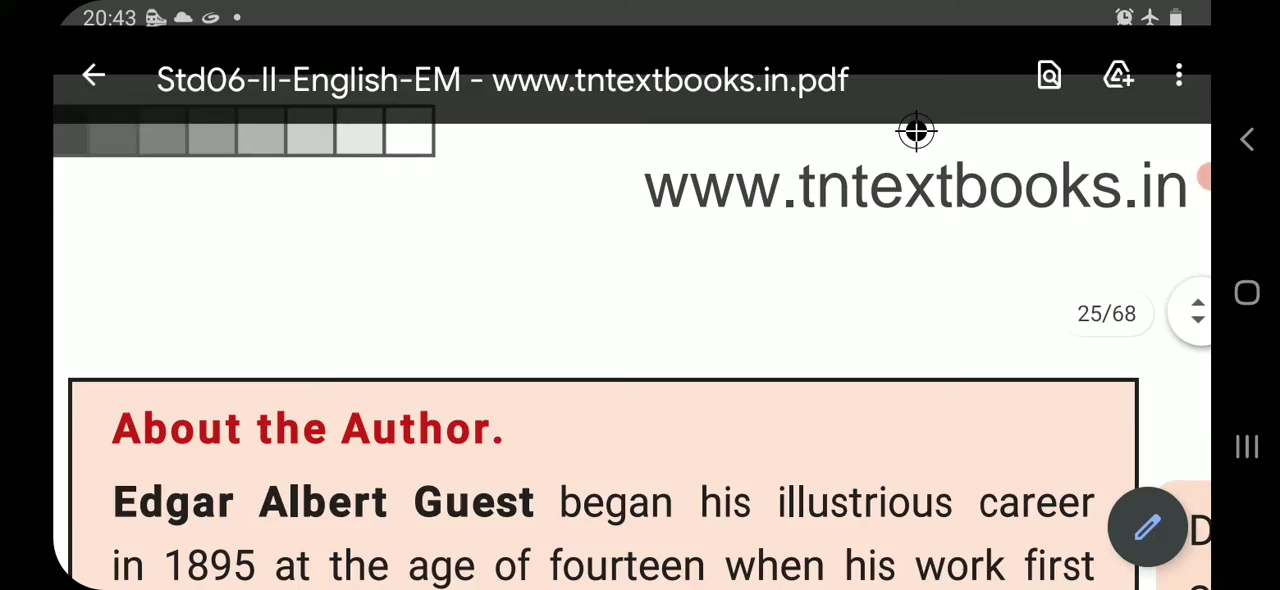 20:43
Std06-II-English-EM - www.tntextbooks.in.pdf
www.tntextbooks.in
25/68
About the Author.
Edgar Albert Guest began his illustrious career
in 1895 at the age of fourteen when his work first
D